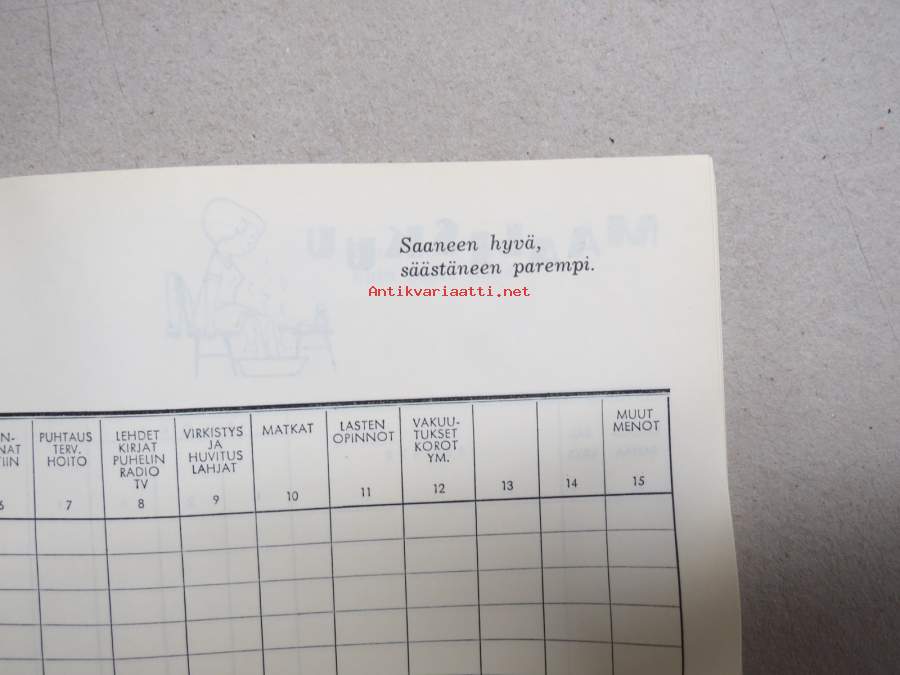 Saaneen hyvä,
säästäneen parempi.
Antikvariaatti.net
PUHTAUS
TERV.
HOITO
7
LEHDET
KIRJAT
PUHELIN
RADIO
TV
8
VIRKISTYS
JA
HUVITUS
LAHJAT
9
MATKAT
10
LASTEN
OPINNOT
11
VAKUU-
TUKSET
KOROT
YM.
12
13
14
MUUT
MENOT
15